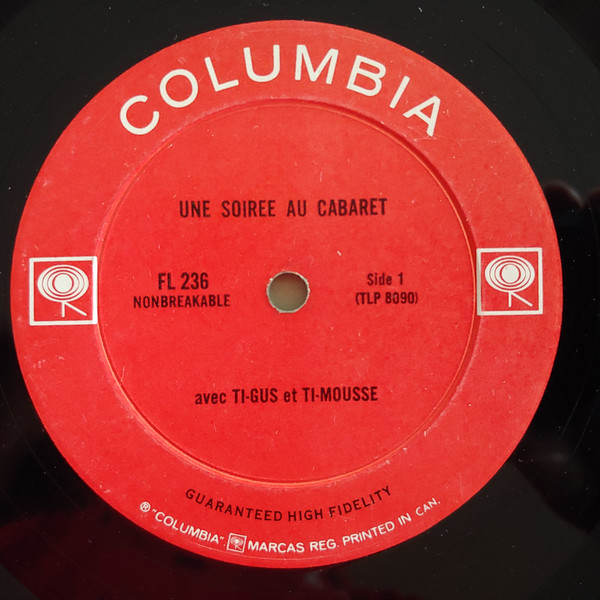 COLUMBIA
UNE SOIREE AU CABARET
FL 236
NONBREAKABLE
Side 1
(TLP 8090)
avec TI-GUS et TI-MOUSSE
GUARANTEED HIGH FIDELITY
® "COLUMBIA", MARCAS REG. PRINTED IN CAN.